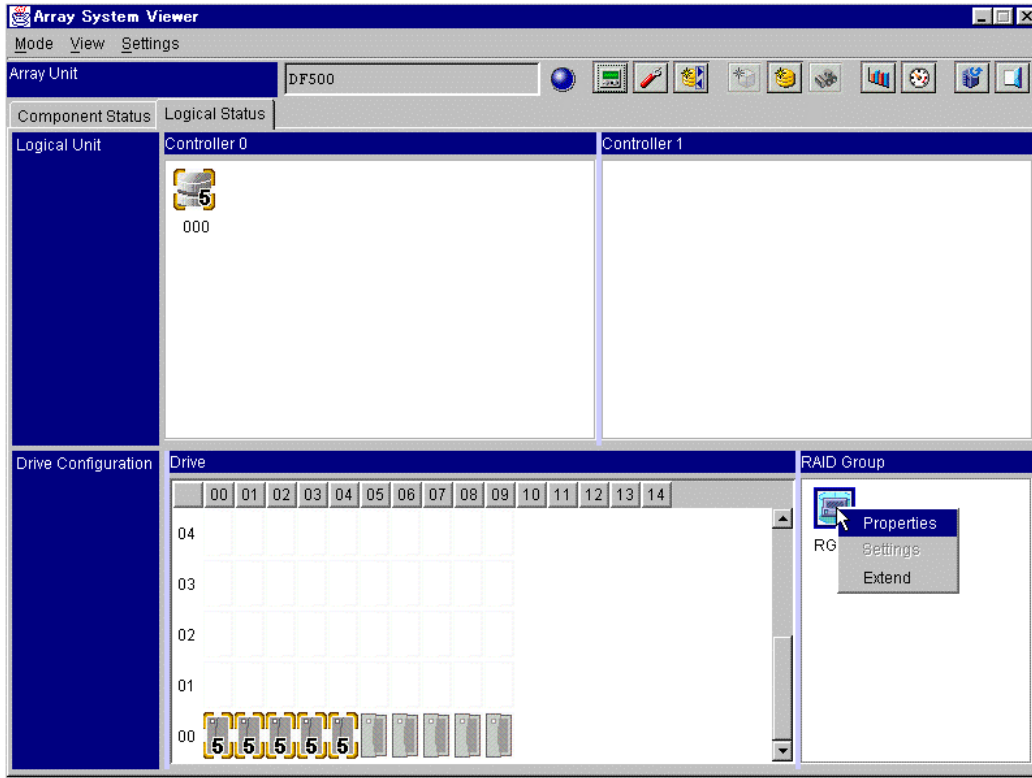 Array System Viewer
Mode View Settings
Array Unit DF500
Component Status Logical Status
Logical Unit Controller 0 Controller 1
5
000
Drive Configuration Drive RAID Group
00 01 02 03 04 05 06 07 08 09 10 11 12 13 14
04
03
02
01
00 5 5 5 5 5
RG
Properties
Settings
Extend